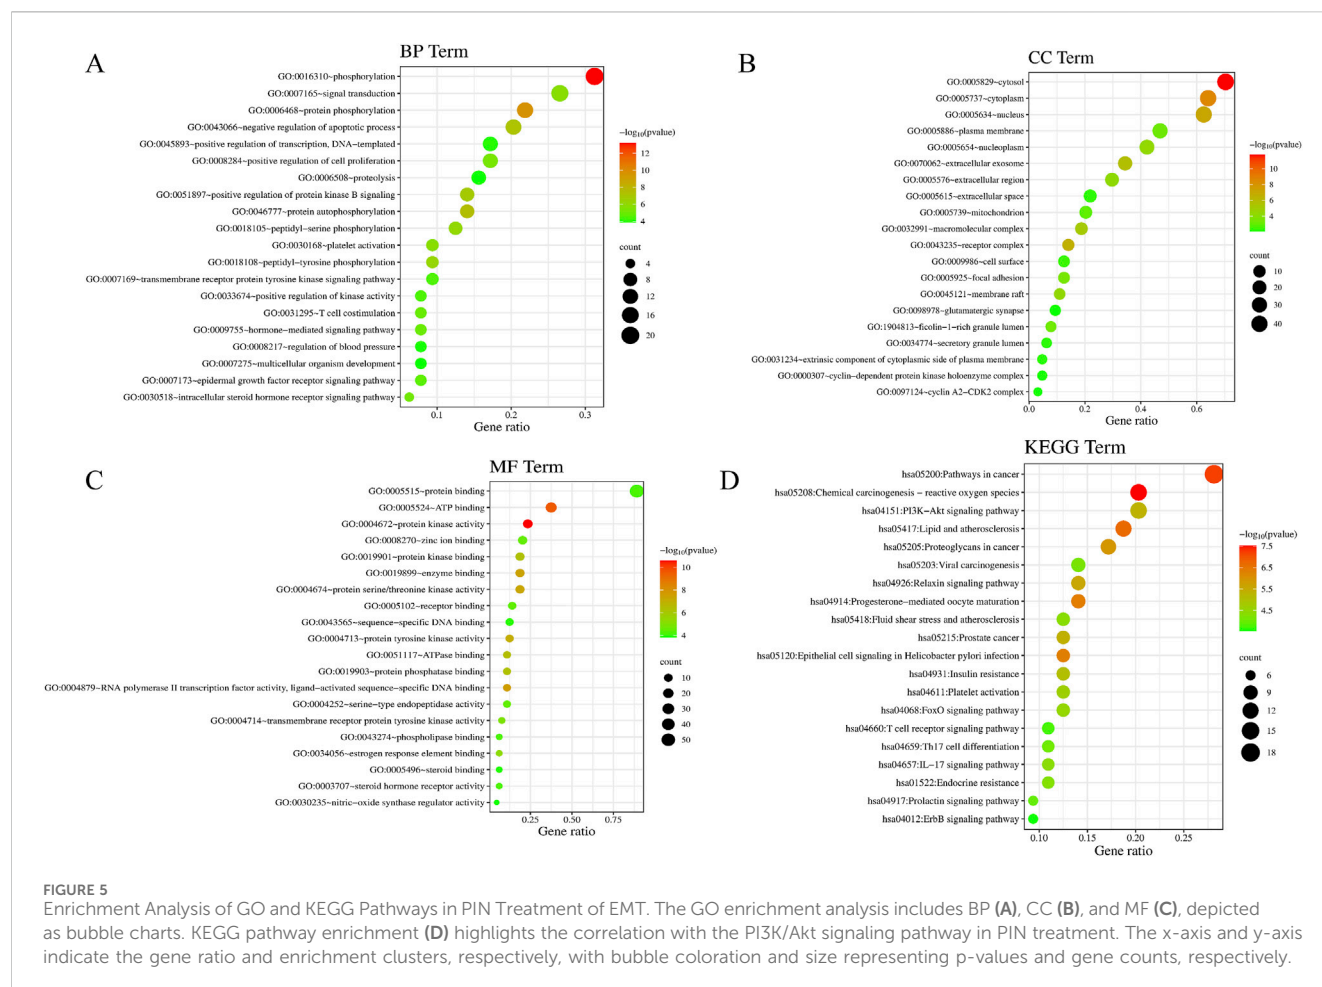 A
BP Term
GO:0016310~phosphorylation
GO:0007165~signal transduction
GO:0006468~protein phosphorylation
GO:0043066~negative regulation of apoptotic process
GO:0045893~positive regulation of transcription, DNA−templated
GO:0008284~positive regulation of cell proliferation
GO:0006508~proteolysis
GO:0051897~positive regulation of protein kinase B signaling
GO:0046777~protein autophosphorylation
GO:0018105~peptidyl−serine phosphorylation
GO:0030168~platelet activation
GO:0018108~peptidyl−tyrosine phosphorylation
GO:0007169~transmembrane receptor protein tyrosine kinase signaling pathway
GO:0033674~positive regulation of kinase activity
GO:0031295~T cell costimulation
GO:0009755~hormone−mediated signaling pathway
GO:0008217~regulation of blood pressure
GO:0007275~multicellular organism development
GO:0007173~epidermal growth factor receptor signaling pathway
GO:0030518~intracellular steroid hormone receptor signaling pathway
0.1 0.2 0.3
Gene ratio
−log10(pvalue)
12
10
8
6
4
count
4
8
12
16
20
B
CC Term
GO:0005829~cytosol
GO:0005737~cytoplasm
GO:0005634~nucleus
GO:0005886~plasma membrane
GO:0005654~nucleoplasm
GO:0070062~extracellular exosome
GO:0005576~extracellular region
GO:0005615~extracellular space
GO:0005739~mitochondrion
GO:0032991~macromolecular complex
GO:0043235~receptor complex
GO:0009986~cell surface
GO:0005925~focal adhesion
GO:0045121~membrane raft
GO:0098978~glutamatergic synapse
GO:1904813~ficolin−1−rich granule lumen
GO:0034774~secretory granule lumen
GO:0031234~extrinsic component of cytoplasmic side of plasma membrane
GO:0000307~cyclin−dependent protein kinase holoenzyme complex
GO:0097124~cyclin A2−CDK2 complex
0.0 0.2 0.4 0.6
Gene ratio
−log10(pvalue)
10
8
6
4
count
10
20
30
40
C
MF Term
GO:0005515~protein binding
GO:0005524~ATP binding
GO:0004672~protein kinase activity
GO:0008270~zinc ion binding
GO:0019901~protein kinase binding
GO:0019899~enzyme binding
GO:0004674~protein serine/threonine kinase activity
GO:0005102~receptor binding
GO:0043565~sequence−specific DNA binding
GO:0004713~protein tyrosine kinase activity
GO:0051117~ATPase binding
GO:0019903~protein phosphatase binding
GO:0004879~RNA polymerase II transcription factor activity, ligand−activated sequence−specific DNA binding
GO:0004252~serine−type endopeptidase activity
GO:0004714~transmembrane receptor protein tyrosine kinase activity
GO:0043274~phospholipase binding
GO:0034056~estrogen response element binding
GO:0005496~steroid binding
GO:0003707~steroid hormone receptor activity
GO:0030235~nitric−oxide synthase regulator activity
0.25 0.50 0.75
Gene ratio
−log10(pvalue)
10
8
6
4
count
10
20
30
40
50
D
KEGG Term
hsa05200:Pathways in cancer
hsa05208:Chemical carcinogenesis − reactive oxygen species
hsa04151:PI3K−Akt signaling pathway
hsa05417:Lipid and atherosclerosis
hsa05205:Proteoglycans in cancer
hsa05203:Viral carcinogenesis
hsa04926:Relaxin signaling pathway
hsa04914:Progesterone−mediated oocyte maturation
hsa05418:Fluid shear stress and atherosclerosis
hsa05215:Prostate cancer
hsa05120:Epithelial cell signaling in Helicobacter pylori infection
hsa04931:Insulin resistance
hsa04611:Platelet activation
hsa04068:FoxO signaling pathway
hsa04660:T cell receptor signaling pathway
hsa04659:Th17 cell differentiation
hsa04657:IL−17 signaling pathway
hsa01522:Endocrine resistance
hsa04917:Prolactin signaling pathway
hsa04012:ErbB signaling pathway
0.10 0.15 0.20 0.25
Gene ratio
−log10(pvalue)
7.5
6.5
5.5
4.5
count
6
9
12
15
18
FIGURE 5
Enrichment Analysis of GO and KEGG Pathways in PIN Treatment of EMT. The GO enrichment analysis includes BP (A), CC (B), and MF (C), depicted
as bubble charts. KEGG pathway enrichment (D) highlights the correlation with the PI3K/Akt signaling pathway in PIN treatment. The x-axis and y-axis
indicate the gene ratio and enrichment clusters, respectively, with bubble coloration and size representing p-values and gene counts, respectively.